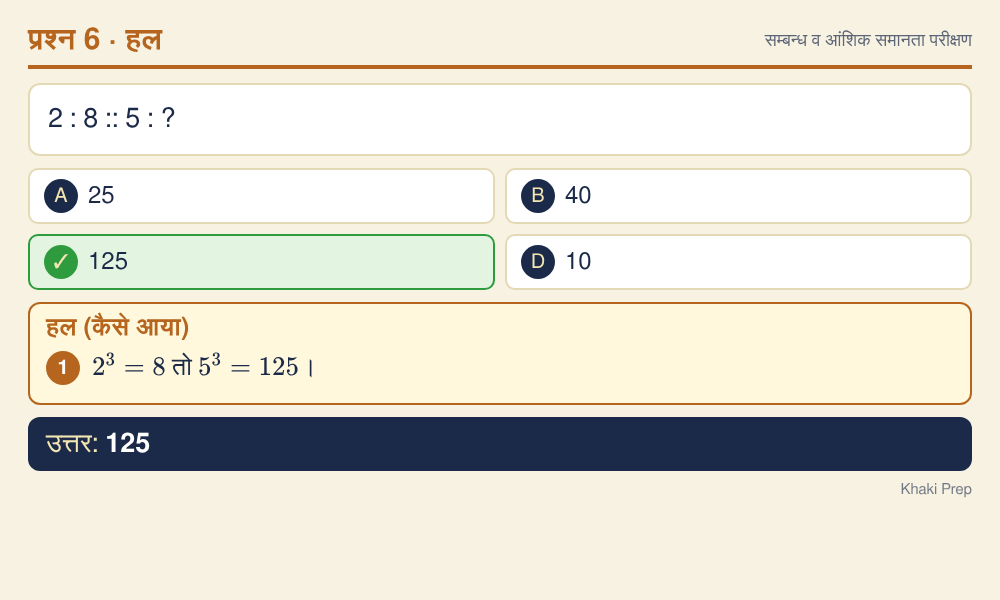 प्रश्न 6 · हल
सम्बन्ध व आंशिक समानता परीक्षण
2 : 8 :: 5 : ?
A 25
B 40
✓ 125
D 10
हल (कैसे आया)
1 2³ = 8 तो 5³ = 125।
उत्तर: 125
Khaki Prep